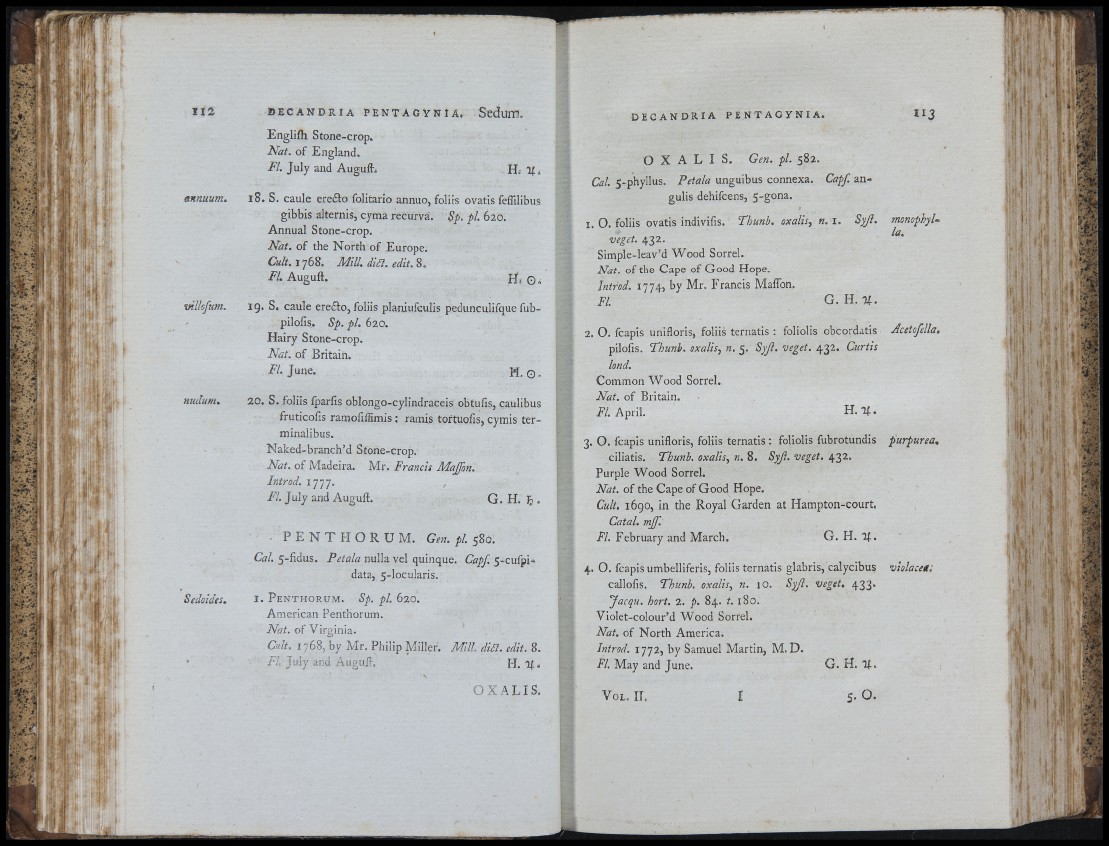 112 DECANDRIA PENTAGYNIA. Sedum.
Engliſh Stone-crop.
Nat. of England.
Fl. July and Auguſt. H. ♃.
annuum. 18. S. caule erecto ſolitario annuo, foliis ovatis ſeſſilibus
gibbis alternis, cyma recurva. Sp. pl. 620.
Annual Stone-crop.
Nat. of the North of Europe.
Cult. 1768. Mill. dict. edit. 8.
Fl. Auguſt. H. ☉.
villoſum. 19. S. caule erecto, foliis planiuſculis pedunculiſque ſub-
piloſis. Sp. pl. 620.
Hairy Stone-crop.
Nat. of Britain.
Fl. June. H. ☉.
nudum. 20. S. foliis ſparſis oblongo-cylindraceis obtuſis, caulibus
fruticoſis ramoſiſſimis: ramis tortuoſis, cymis ter-
minalibus.
Naked-branch'd Stone-crop.
Nat. of Madeira. Mr. Francis Maſſon.
Introd. 1777.
Fl. July and Auguſt. G. H. ♄.
PENTHORUM. Gen. pl. 580.
Cal. 5-fidus. Petala nulla vel quinque. Capſ. 5-cuſpi-
data, 5-locularis.
Sedoides. 1. PENTHORUM. Sp. pl. 620.
American Penthorum.
Nat. of Virginia.
Cult. 1768, by Mr. Philip Miller. Mill. dict. edit. 8.
Fl. July and Auguſt. H. ♃.
OXALIS.
DECANDRIA PENTAGYNIA. 113
OXALIS. Gen. pl. 582.
Cal. 5-phyllus. Petala unguibus connexa. Capſ. an-
gulis dehiſcens, 5-gona.
1. O. foliis ovatis indiviſis. Thunb. oxalis, n. 1. Syſt. monophyl-
veget. 432. la.
Simple-leav'd Wood Sorrel.
Nat. of the Cape of Good Hope.
Introd. 1774, by Mr. Francis Maſſon.
Fl. G. H. ♃.
2. O. ſcapis unifloris, foliis ternatis: foliolis obcordatis Acetoſella.
piloſis. Thunb. oxalis, n. 5. Syſt. veget. 432. Curtis
lond.
Common Wood Sorrel.
Nat. of Britain.
Fl. April. H. ♃.
3. O. ſcapis unifloris, foliis ternatis: foliolis ſubrotundis purpurea.
ciliatis. Thunb. oxalis, n. 8. Syſt. veget. 432.
Purple Wood Sorrel.
Nat. of the Cape of Good Hope.
Cult. 1690, in the Royal Garden at Hampton-court.
Catal. mſſ.
Fl. February and March. G. H. ♃.
4. O. ſcapis umbelliferis, foliis ternatis glabris, calycibus violacea.
calloſis. Thunb. oxalis, n. 10. Syſt. veget. 433.
Jacqu. hort. 2. p. 84. t. 180.
Violet-colour'd Wood Sorrel.
Nat. of North America.
Introd. 1772, by Samuel Martin, M.D.
Fl. May and June. G. H. ♃.
VOL. II. I 5. O.